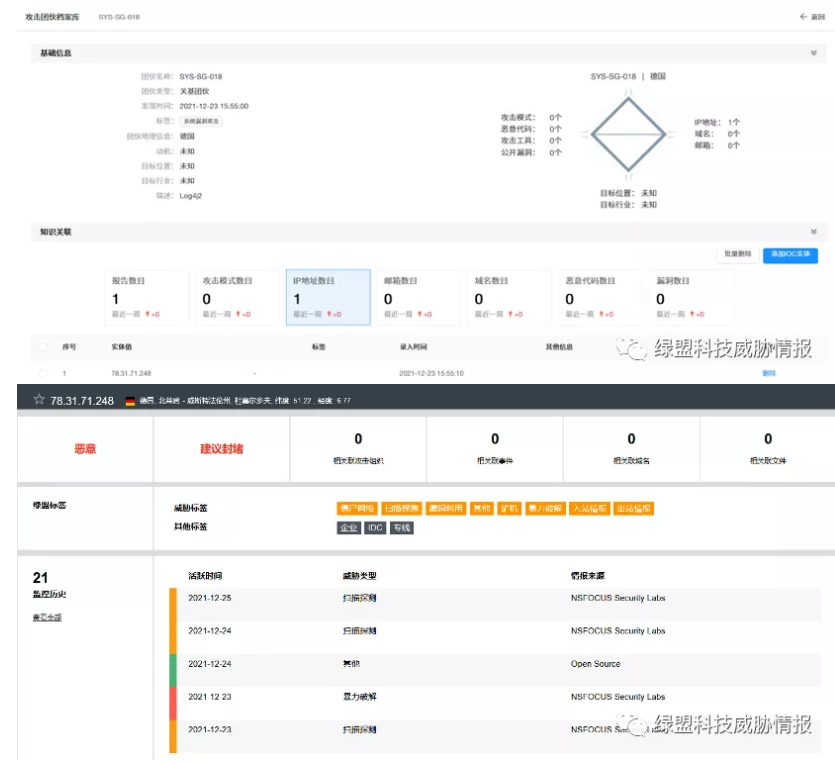 攻击团伙档案库 SYS-SG-018 ← 返回
基础信息
团伙名称: SYS-SG-018
团伙类型: 关基团伙
发现时间: 2021-12-23 15:55:00
标签: 系统漏洞攻击
团伙地理信息: 德国
动机: 未知
目标位置: 未知
目标行业: 未知
描述: Log4j2
SYS-SG-018 | 德国
攻击模式: 0个
恶意代码: 0个
攻击工具: 0个
公开漏洞: 0个
IP地址: 1个
域名: 0个
邮箱: 0个
目标位置: 未知
目标行业: 未知
知识关联
批量删除 添加IOC实体
报告数目 攻击模式数目 IP地址数目 邮箱数目 域名数目 恶意代码数目 漏洞数目
1 0 1 0 0 0 0
最近一周 +0 最近一周 +0 最近一周 +0 最近一周 +0 最近一周 +0 最近一周 +0 最近一周 +0
序号 实体值 标签 录入时间 其他信息
绿盟科技威胁情报
1 78.31.71.248 - 2021-12-23 15:55:10 删除
78.31.71.248 德国, 北莱茵-威斯特法伦州, 杜塞尔多夫, 纬度: 51.22, 经度: 6.77
恶意 建议封堵 0 0 0 0
相关联攻击组织 相关联事件 相关联域名 相关联文件
绿盟标签
威胁标签 僵尸网络 扫描探测 漏洞利用 其他 矿机 暴力破解 入站情报 出站情报
其他标签 企业 IDC 专线
21
监控历史
查看全部
活跃时间 威胁类型 情报来源
2021-12-25 扫描探测 NSFOCUS Security Labs
2021-12-24 扫描探测 NSFOCUS Security Labs
2021-12-24 其他 Open Source
2021-12-23 暴力破解 NSFOCUS Security Labs
2021-12-23 扫描探测 NSFOCUS Security Labs
绿盟科技威胁情报